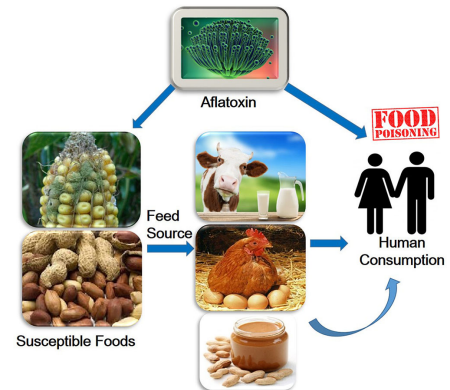 Aflatoxin
FOOD
POISONING
Feed
Source
Human
Consumption
Susceptible Foods